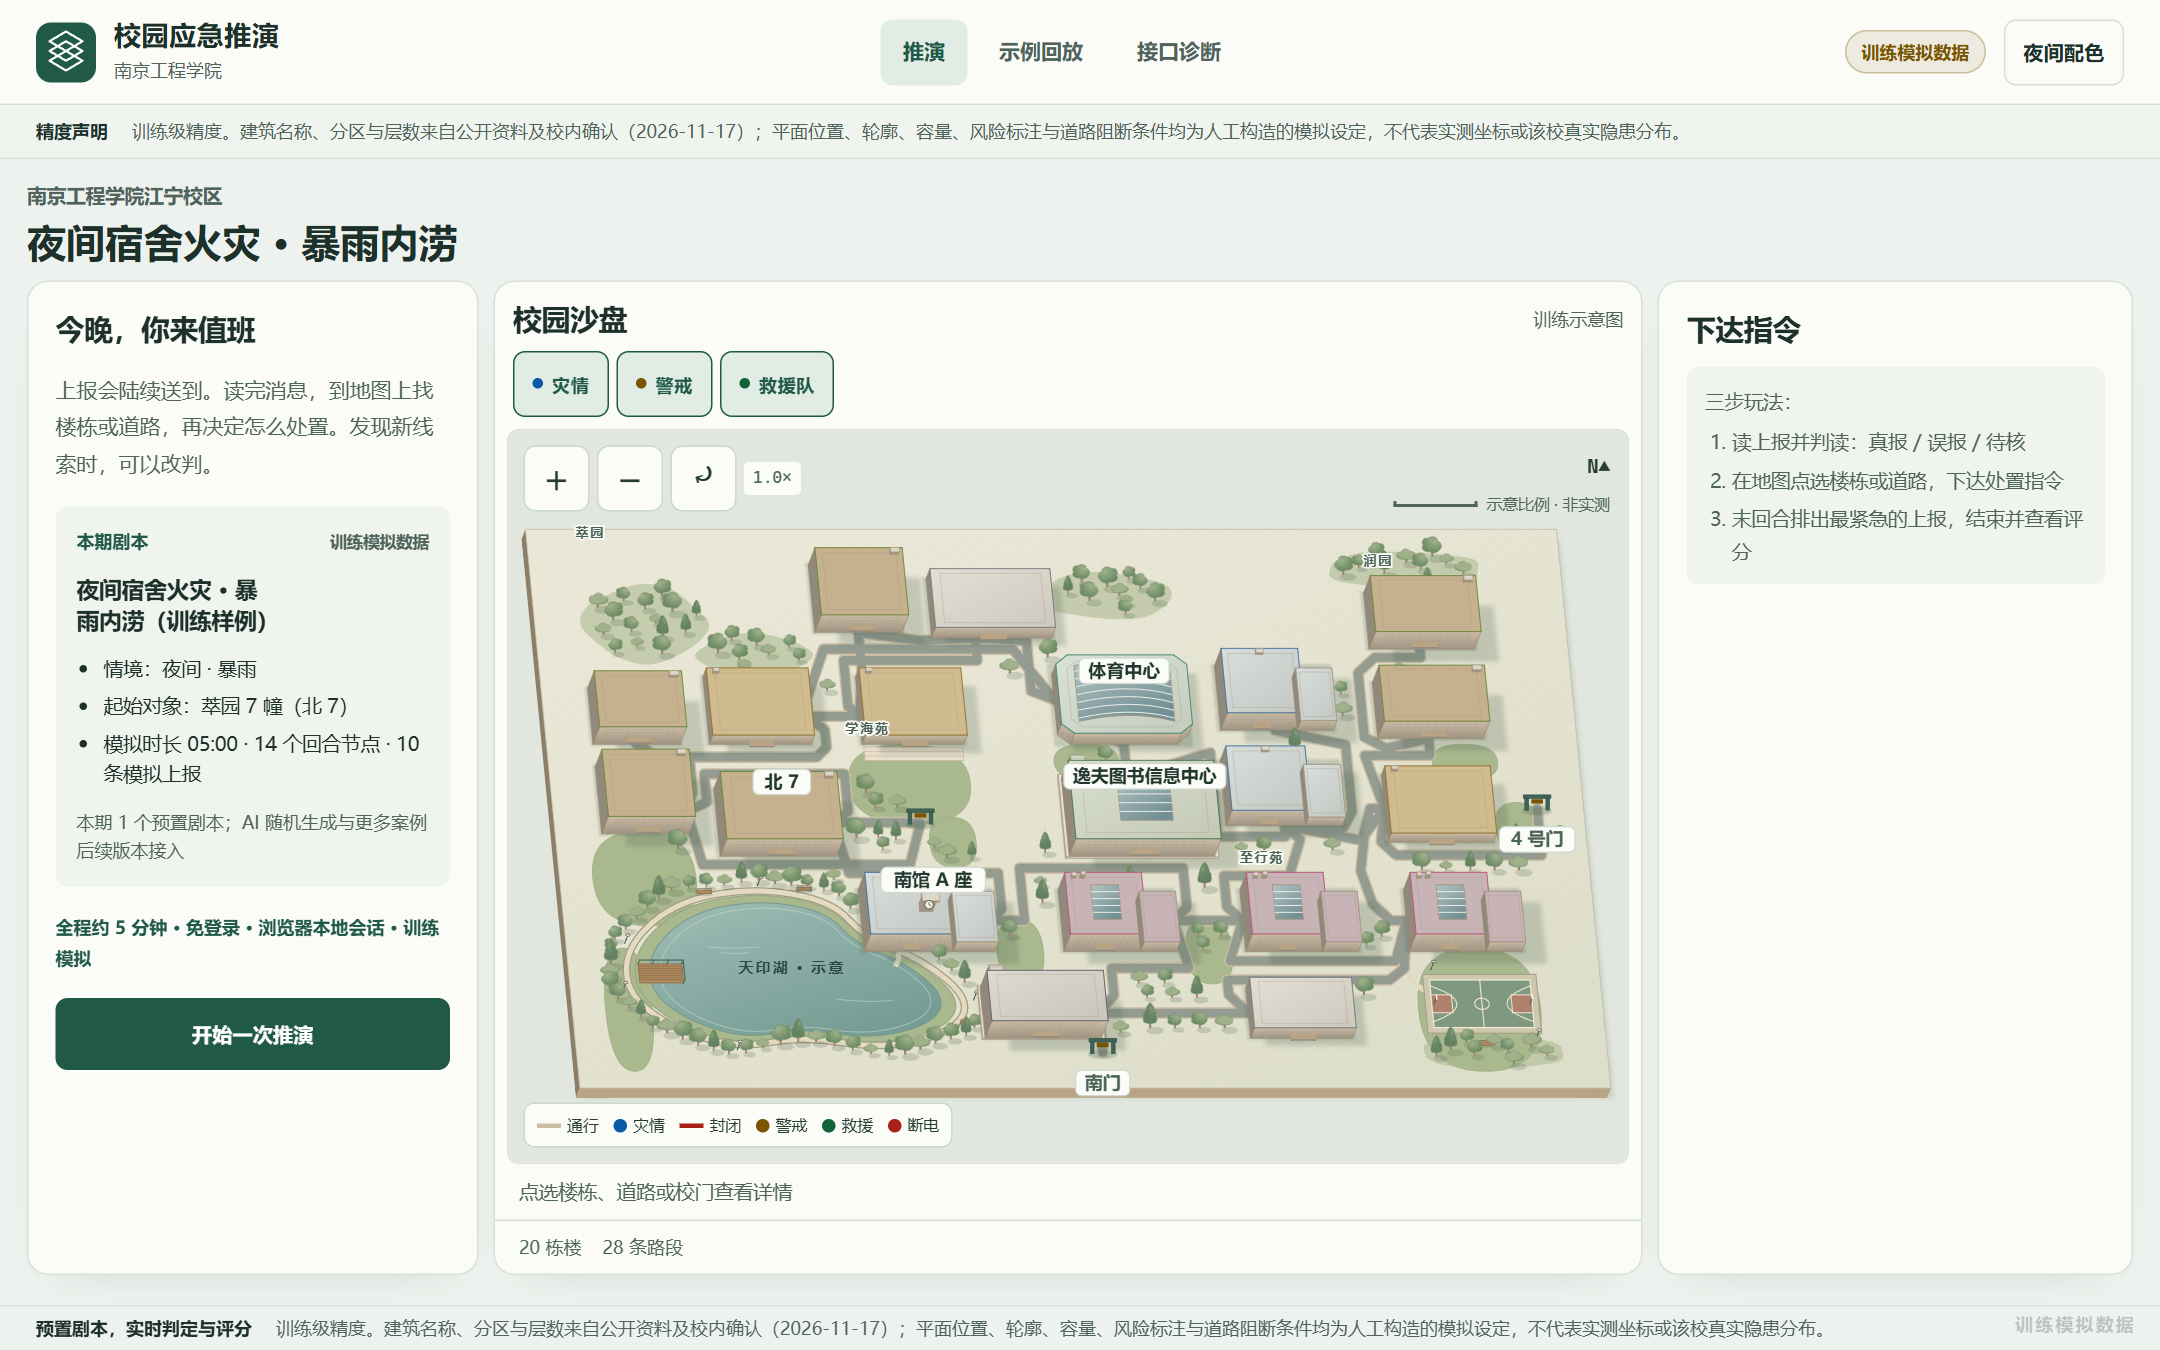 校园应急推演
南京工程学院
推演
示例回放
接口诊断
训练模拟数据
夜间配色
精度声明 训练级精度。建筑名称、分区与层数来自公开资料及校内确认（2026-11-17）；平面位置、轮廓、容量、风险标注与道路阻断条件均为人工构造的模拟设定，不代表实测坐标或该校真实隐患分布。
南京工程学院江宁校区
夜间宿舍火灾·暴雨内涝
今晚，你来值班
上报会陆续送到。读完消息，到地图上找
楼栋或道路，再决定怎么处置。发现新线
索时，可以改判。
本期剧本
训练模拟数据
夜间宿舍火灾·暴
雨内涝（训练样例）
情境：夜间 · 暴雨
起始对象：萃园 7 幢（北 7）
模拟时长 05:00 · 14 个回合节点 · 10
条模拟上报
本期 1 个预置剧本；AI 随机生成与更多案例
后续版本接入
全程约 5 分钟·免登录·浏览器本地会话·训练
模拟
开始一次推演
校园沙盘
训练示意图
灾情
警戒
救援队
+
−
1.0×
N▲
示意比例 · 非实测
萃园
润园
体育中心
学海苑
逸夫图书信息中心
北 7
4 号门
至行苑
南馆 A 座
天印湖 · 示意
南门
通行
灾情
封闭
警戒
救援
断电
点选楼栋、道路或校门查看详情
20 栋楼 28 条路段
下达指令
三步玩法：
1. 读上报并判读：真报 / 误报 / 待核
2. 在地图点选楼栋或道路，下达处置指令
3. 末回合排出最紧急的上报，结束并查看评
分
预置剧本，实时判定与评分 训练级精度。建筑名称、分区与层数来自公开资料及校内确认（2026-11-17）；平面位置、轮廓、容量、风险标注与道路阻断条件均为人工构造的模拟设定，不代表实测坐标或该校真实隐患分布。
训练模拟数据